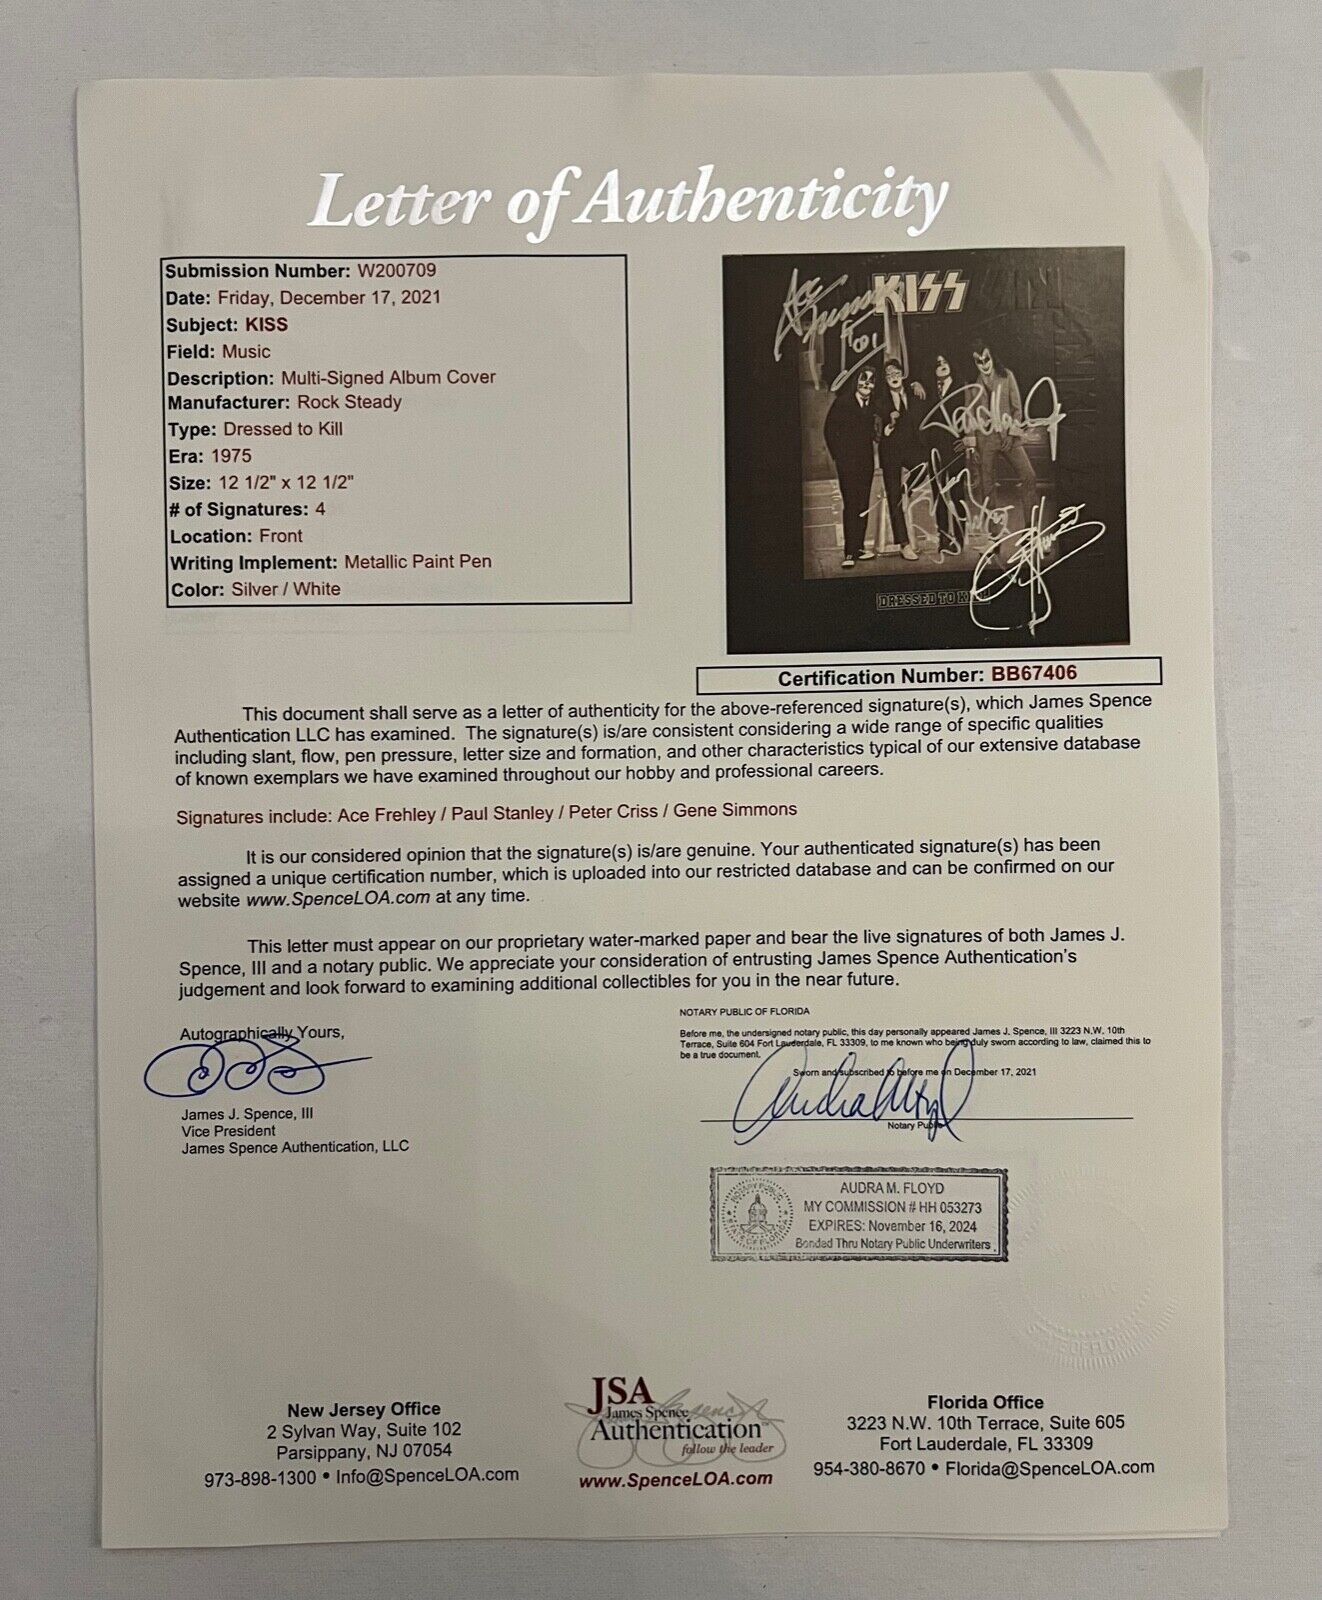 Letter of Authenticity
Submission Number: W200709
Date: Friday, December 17, 2021
Subject: KISS
Field: Music
Description: Multi-Signed Album Cover
Manufacturer: Rock Steady
Type: Dressed to Kill
Era: 1975
Size: 12 1/2" x 12 1/2"
# of Signatures: 4
Location: Front
Writing Implement: Metallic Paint Pen
Color: Silver / White
KISS
DRESSED TO KILL
Certification Number: BB67406
This document shall serve as a letter of authenticity for the above-referenced signature(s), which James Spence
Authentication LLC has examined. The signature(s) is/are consistent considering a wide range of specific qualities
including slant, flow, pen pressure, letter size and formation, and other characteristics typical of our extensive database
of known exemplars we have examined throughout our hobby and professional careers.
Signatures include: Ace Frehley / Paul Stanley / Peter Criss / Gene Simmons
It is our considered opinion that the signature(s) is/are genuine. Your authenticated signature(s) has been
assigned a unique certification number, which is uploaded into our restricted database and can be confirmed on our
website www.SpenceLOA.com at any time.
This letter must appear on our proprietary water-marked paper and bear the live signatures of both James J.
Spence, III and a notary public. We appreciate your consideration of entrusting James Spence Authentication's
judgement and look forward to examining additional collectibles for you in the near future.
Autographically Yours,
James J. Spence, III
Vice President
James Spence Authentication, LLC
NOTARY PUBLIC OF FLORIDA
Before me, the undersigned notary public, this day personally appeared James J. Spence, III 3223 N.W. 10th
Terrace, Suite 604 Fort Lauderdale, FL 33309, to me known who being duly sworn according to law, claimed this to
be a true document.
Sworn and subscribed to before me on December 17, 2021
Notary Public
NOTARY PUBLIC
STATE OF FLORIDA
AUDRA M. FLOYD
MY COMMISSION # HH 053273
EXPIRES: November 16, 2024
Bonded Thru Notary Public Underwriters
STATE OF FLORIDA
New Jersey Office
2 Sylvan Way, Suite 102
Parsippany, NJ 07054
973-898-1300 • Info@SpenceLOA.com
JSA
James Spence
Authentication™
follow the leader
www.SpenceLOA.com
Florida Office
3223 N.W. 10th Terrace, Suite 605
Fort Lauderdale, FL 33309
954-380-8670 • Florida@SpenceLOA.com